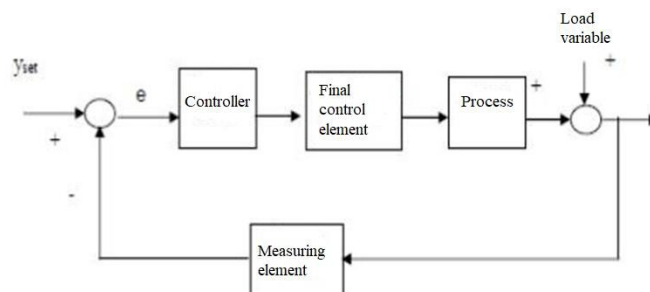 Load
variable
yset
e
Controller
Final
control
element
Process
+
+
+
-
Measuring
element